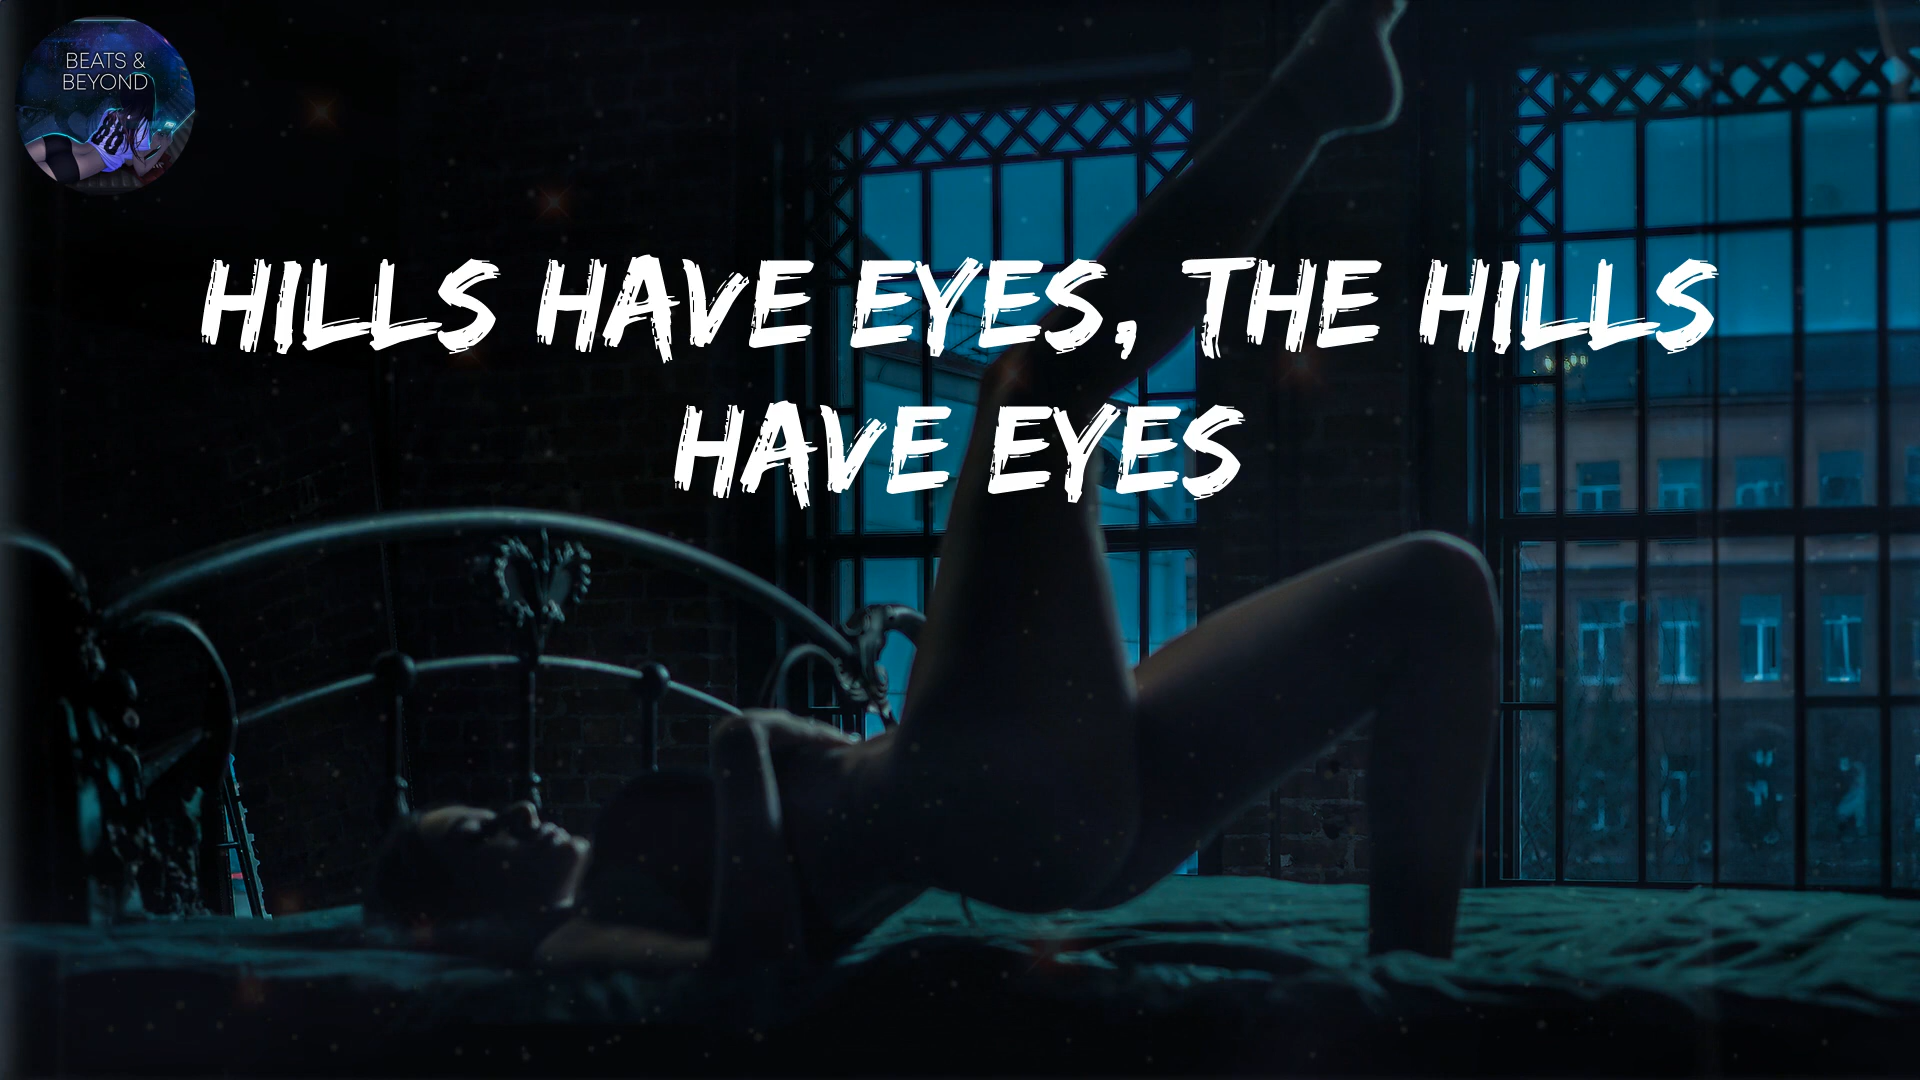 BEATS &
BEYOND
HILLS HAVE EYES, THE HILLS
HAVE EYES